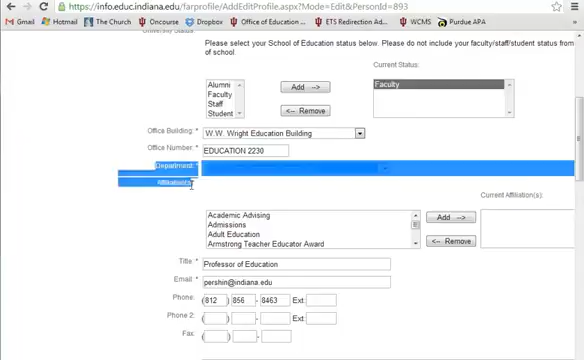 info.educ.indiana.edu/farprofile/AddEditProfile.aspx?Mode=Edit&PersonId=893
Gmail Hotmail The Church Oncourse Dropbox Office of Education ETS Redirection Ad... WCMS Purdue APP
University Status
Please select your School of Education status below. Please do not include your faculty/staff/student status from
of school
Current Status:
Alumni
Faculty
Staff
Student
Add -->
<-- Remove
Faculty
Office Building: * W.W. Wright Education Building
Office Number: * EDUCATION 2230
Department: *
Affiliation(s)
Current Affiliation(s):
Academic Advising
Admissions
Adult Education
Armstrong Teacher Educator Award
Add -->
<-- Remove
Title: * Professor of Education
Email: * pershin@indiana.edu
Phone: (812) 856 - 8463 Ext:
Phone 2: ( ) - Ext:
Fax: ( ) -